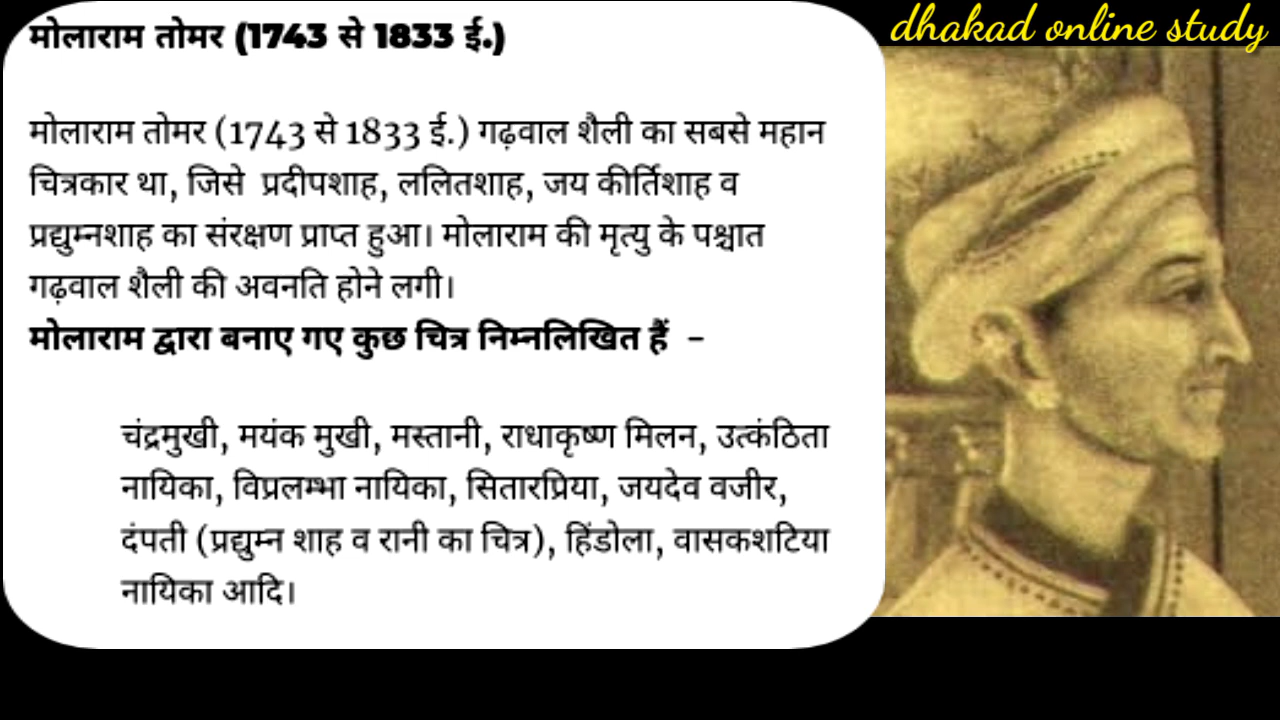 मोलाराम तोमर (1743 से 1833 ई.)
dhakad online study
मोलाराम तोमर (1743 से 1833 ई.) गढ़वाल शैली का सबसे महान
चित्रकार था, जिसे प्रदीपशाह, ललितशाह, जय कीर्तिशाह व
प्रद्युम्नशाह का संरक्षण प्राप्त हुआ। मोलाराम की मृत्यु के पश्चात
गढ़वाल शैली की अवनति होने लगी।
मोलाराम द्वारा बनाए गए कुछ चित्र निम्नलिखित हैं –
चंद्रमुखी, मयंक मुखी, मस्तानी, राधाकृष्ण मिलन, उत्कंठिता
नायिका, विप्रलम्भा नायिका, सितारप्रिया, जयदेव वजीर,
दंपती (प्रद्युम्न शाह व रानी का चित्र), हिंडोला, वासकशटिया
नायिका आदि।